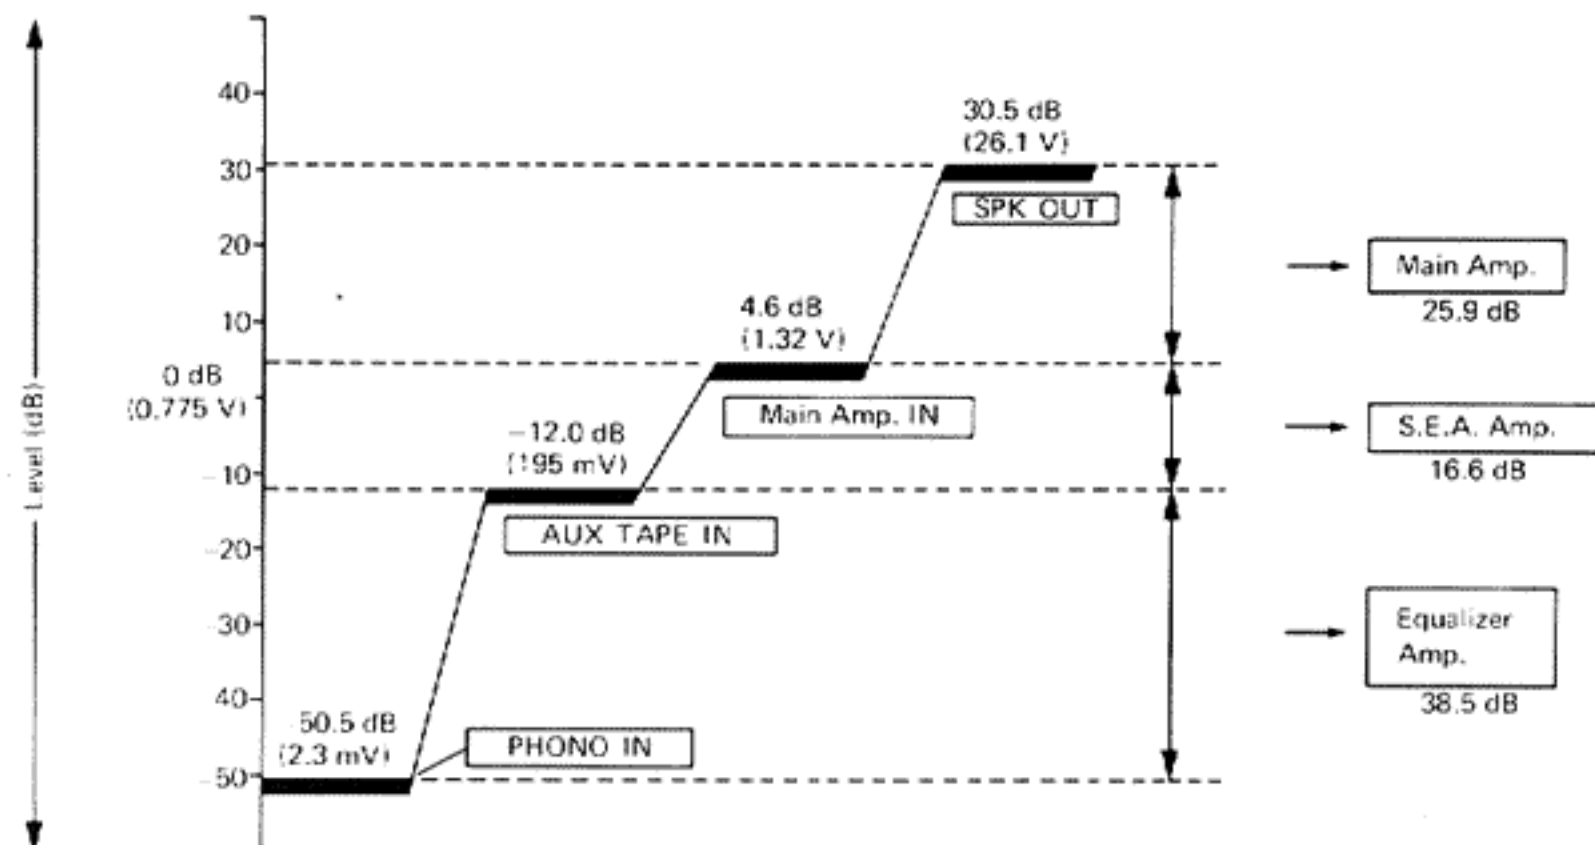 Level (dB)
40
30
20
10
0 dB
(0.775 V)
-10
-20
-30
40
-50
30.5 dB
(26.1 V)
SPK OUT
4.6 dB
(1.32 V)
Main Amp. IN
-12.0 dB
(195 mV)
AUX TAPE IN
-50.5 dB
(2.3 mV)
PHONO IN
Main Amp.
25.9 dB
S.E.A. Amp.
16.6 dB
Equalizer
Amp.
38.5 dB